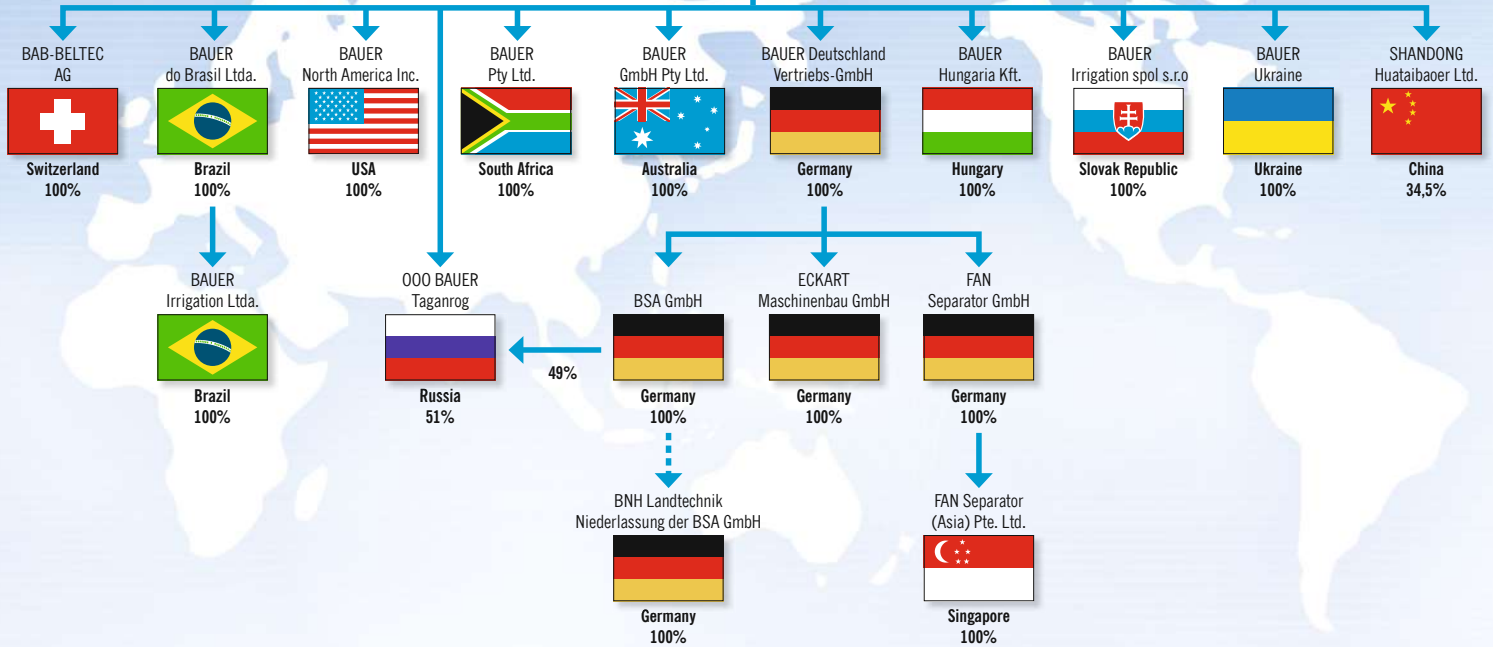 BAB-BELTEC
AG
Switzerland
100%
BAUER
do Brasil Ltda.
Brazil
100%
BAUER
North America Inc.
USA
100%
BAUER
Pty Ltd.
South Africa
100%
BAUER
GmbH Pty Ltd.
Australia
100%
BAUER Deutschland
Vertriebs-GmbH
Germany
100%
BAUER
Hungaria Kft.
Hungary
100%
BAUER
Irrigation spol s.r.o
Slovak Republic
100%
BAUER
Ukraine
Ukraine
100%
SHANDONG
Huataibaoer Ltd.
China
34,5%
BAUER
Irrigation Ltda.
Brazil
100%
OOO BAUER
Taganrog
Russia
51%
49%
BSA GmbH
Germany
100%
ECKART
Maschinenbau GmbH
Germany
100%
FAN
Separator GmbH
Germany
100%
BNH Landtechnik
Niederlassung der BSA GmbH
Germany
100%
FAN Separator
(Asia) Pte. Ltd.
Singapore
100%